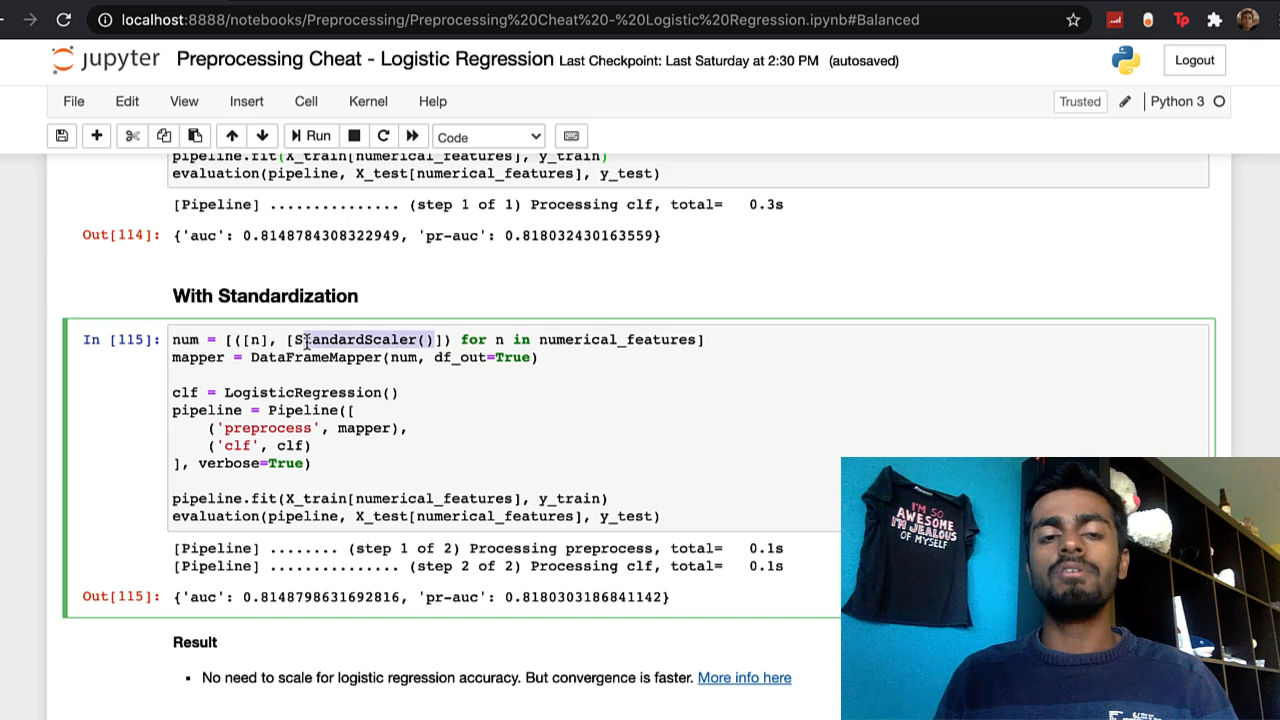 localhost:8888/notebooks/Preprocessing/Preprocessing%20Cheat%20-%20Logistic%20Regression.ipynb#Balanced
Tp
jupyter Preprocessing Cheat - Logistic Regression Last Checkpoint: Last Saturday at 2:30 PM (autosaved)
Logout
File Edit View Insert Cell Kernel Help
Trusted Python 3
Run Code
pipeline.fit(X_train[numerical_features], y_train)
evaluation(pipeline, X_test[numerical_features], y_test)
[Pipeline] ............... (step 1 of 1) Processing clf, total= 0.3s
Out[114]: {'auc': 0.8148784308322949, 'pr-auc': 0.818032430163559}
With Standardization
In [115]: num = [([n], [StandardScaler()]) for n in numerical_features]
mapper = DataFrameMapper(num, df_out=True)
clf = LogisticRegression()
pipeline = Pipeline([
('preprocess', mapper),
('clf', clf)
], verbose=True)
pipeline.fit(X_train[numerical_features], y_train)
evaluation(pipeline, X_test[numerical_features], y_test)
[Pipeline] ........ (step 1 of 2) Processing preprocess, total= 0.1s
[Pipeline] ............... (step 2 of 2) Processing clf, total= 0.1s
Out[115]: {'auc': 0.8148798631692816, 'pr-auc': 0.8180303186841142}
Result
• No need to scale for logistic regression accuracy. But convergence is faster. More info here
I'M SO
AWESOME
I'M JEALOUS
OF MYSELF